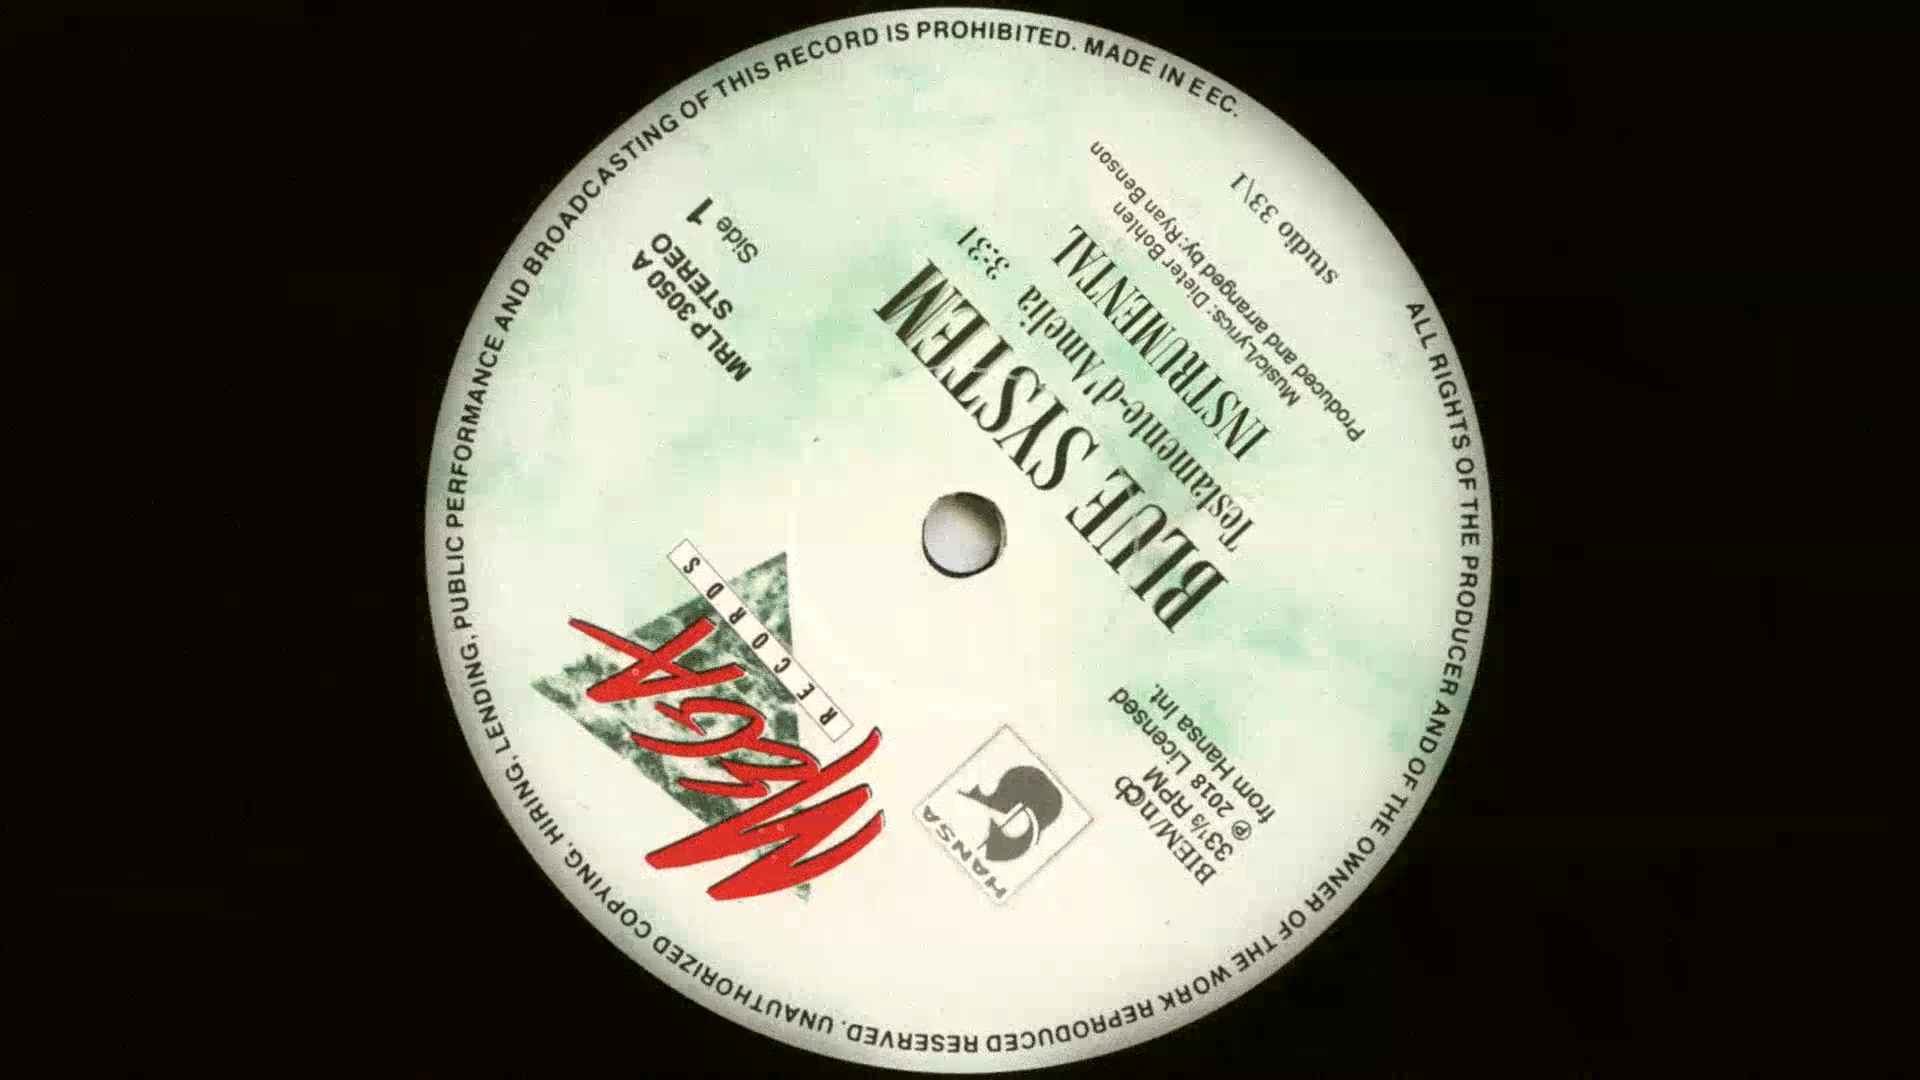 MEGA
RECORDS
HANSA
MRLP 3050 A
STEREO
Side 1
BIEM/ncb
33⅓ RPM
℗ 2018 Licensed
from Hansa Int.
BLUE SYSTEM
Testamente-d'Amelia 3:31
INSTRUMENTAL
Music/Lyrics: Dieter Bohlen
Produced and arranged by: Ryan Benson
studio 33\1
ALL RIGHTS OF THE PRODUCER AND OF THE OWNER OF THE WORK REPRODUCED RESERVED. UNAUTHORIZED COPYING, HIRING, LENDING, PUBLIC PERFORMANCE AND BROADCASTING OF THIS RECORD IS PROHIBITED. MADE IN EEC.